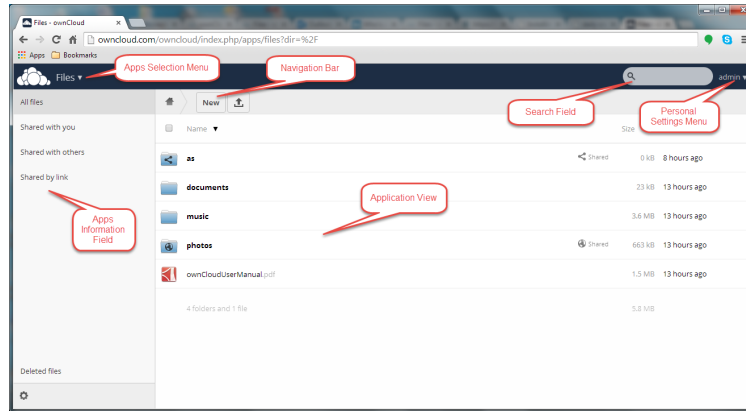 Files - ownCloud
owncloud.com/owncloud/index.php/apps/files?dir=%2F
Apps Bookmarks
Apps Selection Menu
Navigation Bar
Files
admin
All files
New
Search Field
Personal
Settings Menu
Shared with you
Name
Size
Shared with others
as Shared 0 kB 8 hours ago
Shared by link
documents 23 kB 13 hours ago
Application View
Apps
Information
Field
music 3.6 MB 13 hours ago
photos Shared 663 kB 13 hours ago
ownCloudUserManual.pdf 1.5 MB 13 hours ago
4 folders and 1 file 5.8 MB
Deleted files